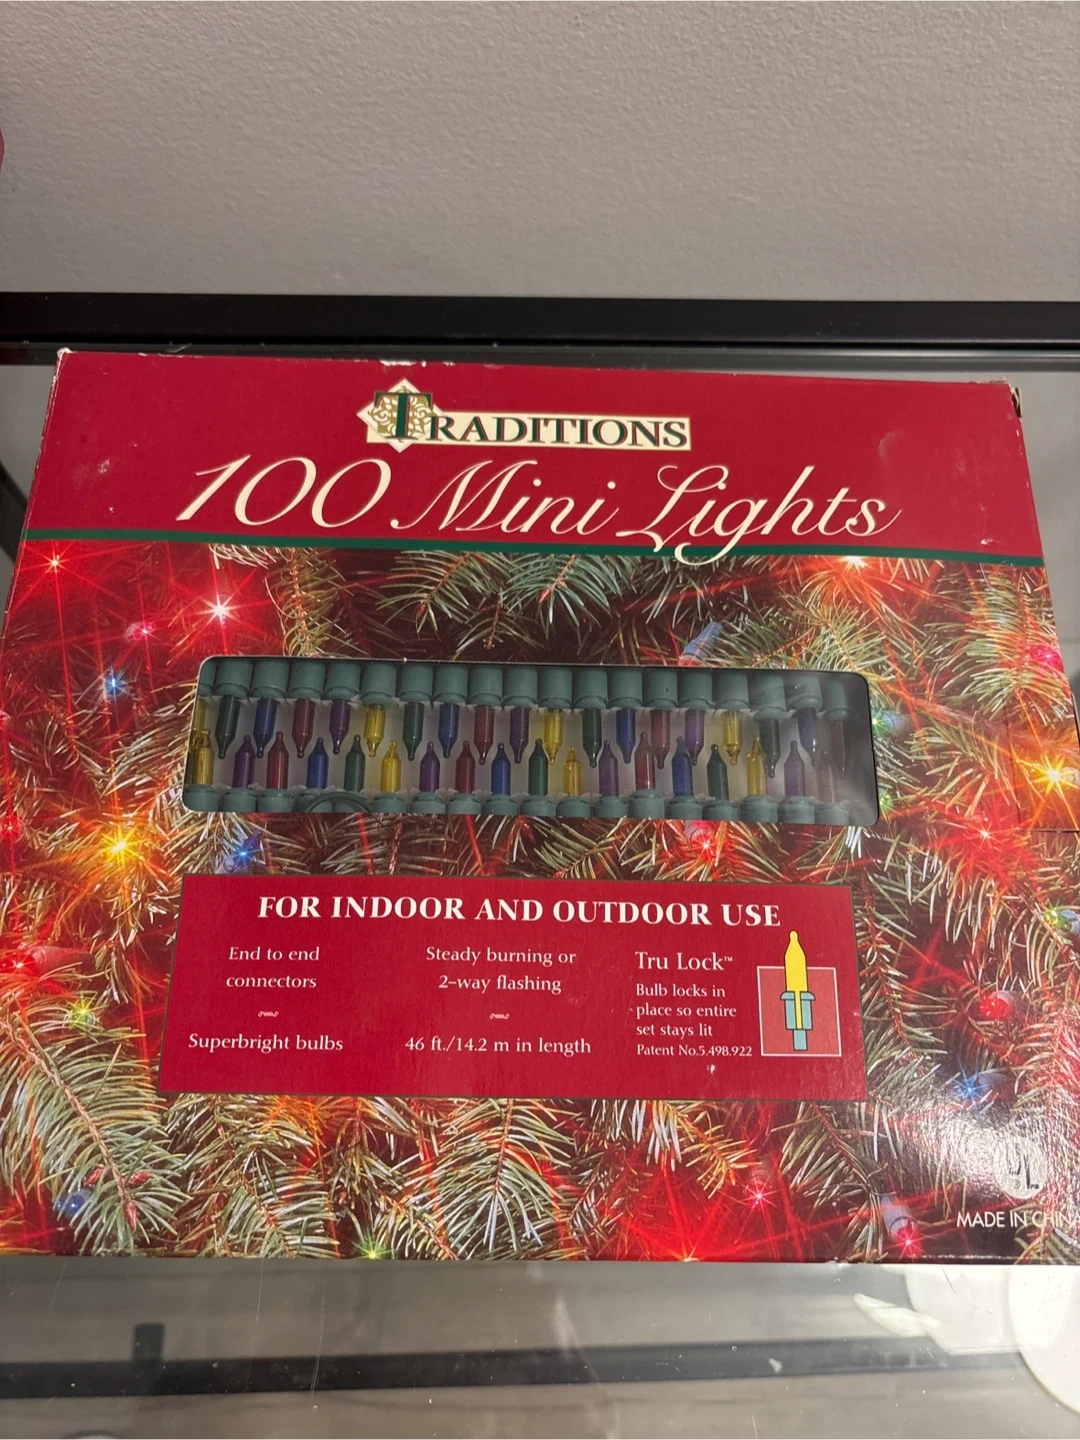 TRADITIONS
100 Mini Lights
FOR INDOOR AND OUTDOOR USE
End to end
connectors
Superbright bulbs
Steady burning or
2-way flashing
46 ft./14.2 m in length
Tru Lock™
Bulb locks in
place so entire
set stays lit
Patent No.5.498.922
MADE IN CHINA